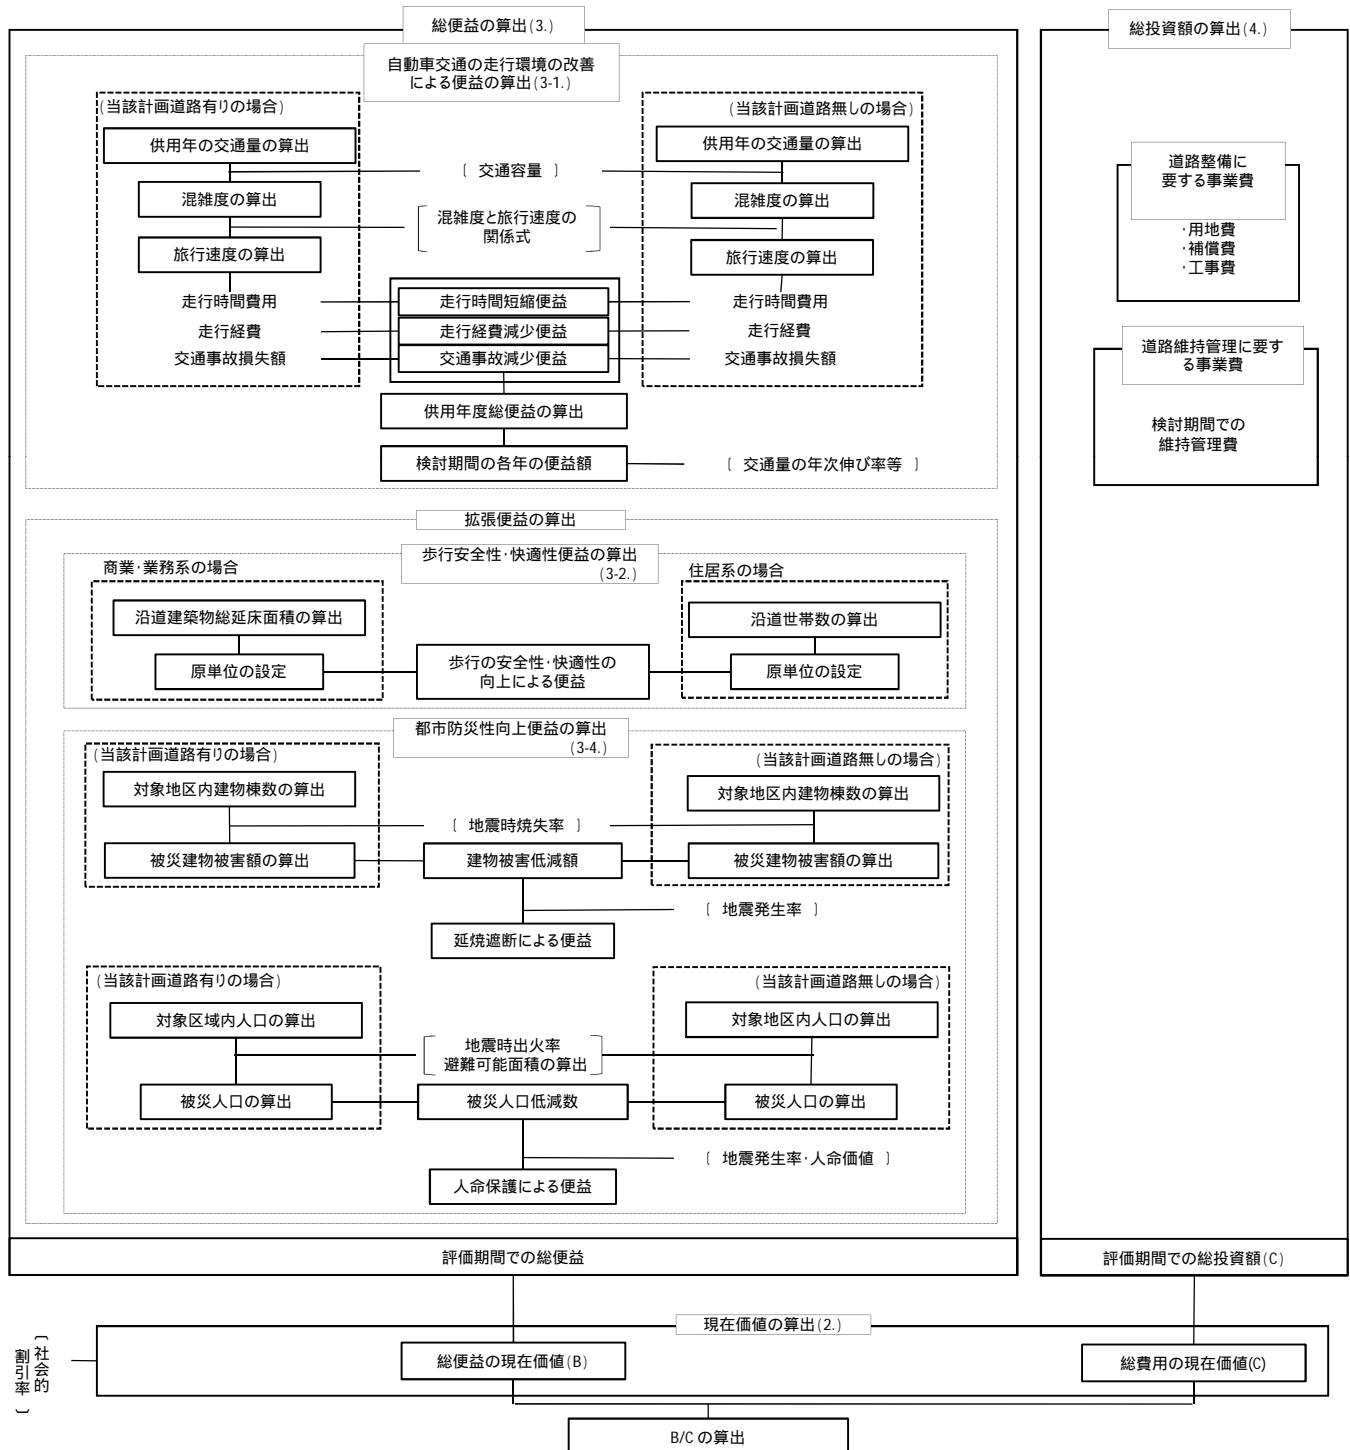 総便益の算出(3.)
自動車交通の走行環境の改善
による便益の算出(3-1.)
(当該計画道路有りの場合)
供用年の交通量の算出
混雑度の算出
旅行速度の算出
走行時間費用
走行経費
交通事故損失額
〔 交通容量 〕
混雑度と旅行速度の
関係式
走行時間短縮便益
走行経費減少便益
交通事故減少便益
(当該計画道路無しの場合)
供用年の交通量の算出
混雑度の算出
旅行速度の算出
走行時間費用
走行経費
交通事故損失額
供用年度総便益の算出
検討期間の各年の便益額
〔 交通量の年次伸び率等 〕
拡張便益の算出
歩行安全性・快適性便益の算出
(3-2.)
商業・業務系の場合
沿道建築物総延床面積の算出
原単位の設定
歩行の安全性・快適性の
向上による便益
住居系の場合
沿道世帯数の算出
原単位の設定
都市防災性向上便益の算出
(3-4.)
(当該計画道路有りの場合)
対象地区内建物棟数の算出
被災建物被害額の算出
〔 地震時焼失率 〕
建物被害低減額
(当該計画道路無しの場合)
対象地区内建物棟数の算出
被災建物被害額の算出
〔 地震発生率 〕
延焼遮断による便益
(当該計画道路有りの場合)
対象区域内人口の算出
被災人口の算出
地震時出火率
避難可能面積の算出
被災人口低減数
(当該計画道路無しの場合)
対象地区内人口の算出
被災人口の算出
〔 地震発生率・人命価値 〕
人命保護による便益
評価期間での総便益
総投資額の算出(4.)
道路整備に
要する事業費
・用地費
・補償費
・工事費
道路維持管理に要す
る事業費
検討期間での
維持管理費
評価期間での総投資額(C)
現在価値の算出(2.)
〔社会的
割引率〕
総便益の現在価値(B)
総費用の現在価値(C)
B/Cの算出